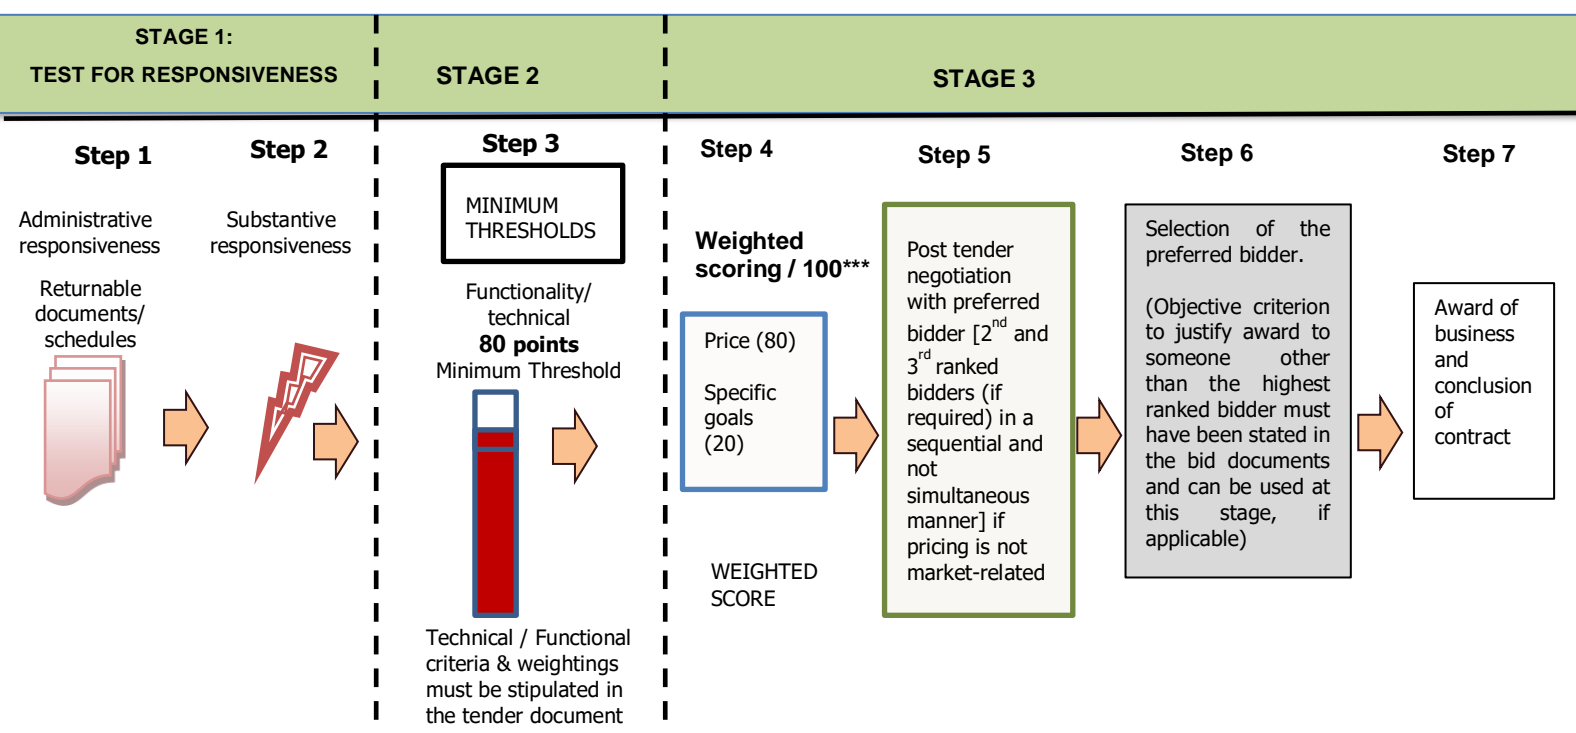 STAGE 1:
TEST FOR RESPONSIVENESS
STAGE 2
STAGE 3
Step 1
Administrative
responsiveness
Returnable
documents/
schedules
Step 2
Substantive
responsiveness
Step 3
MINIMUM
THRESHOLDS
Functionality/
technical
80 points
Minimum Threshold
Technical / Functional
criteria & weightings
must be stipulated in
the tender document
Step 4
Weighted
scoring / 100***
Price (80)
Specific
goals
(20)
WEIGHTED
SCORE
Step 5
Post tender
negotiation
with preferred
bidder [2nd and
3rd ranked
bidders (if
required) in a
sequential and
not
simultaneous
manner] if
pricing is not
market-related
Step 6
Selection of the
preferred bidder.
(Objective criterion
to justify award to
someone other
than the highest
ranked bidder must
have been stated in
the bid documents
and can be used at
this stage, if
applicable)
Step 7
Award of
business
and
conclusion
of
contract